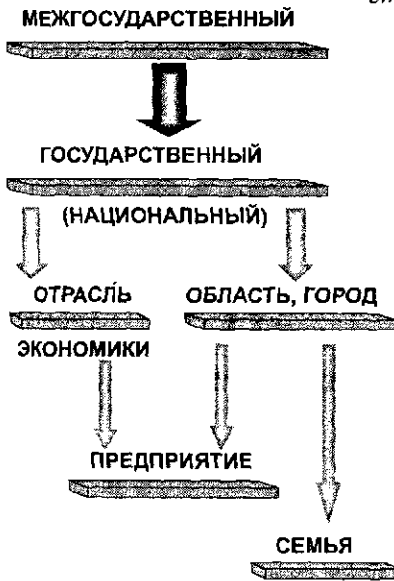 МЕЖГОСУДАРСТВЕННЫЙ
ГОСУДАРСТВЕННЫЙ
(НАЦИОНАЛЬНЫЙ)
ОТРАСЛЬ
ЭКОНОМИКИ
ОБЛАСТЬ, ГОРОД
ПРЕДПРИЯТИЕ
СЕМЬЯ